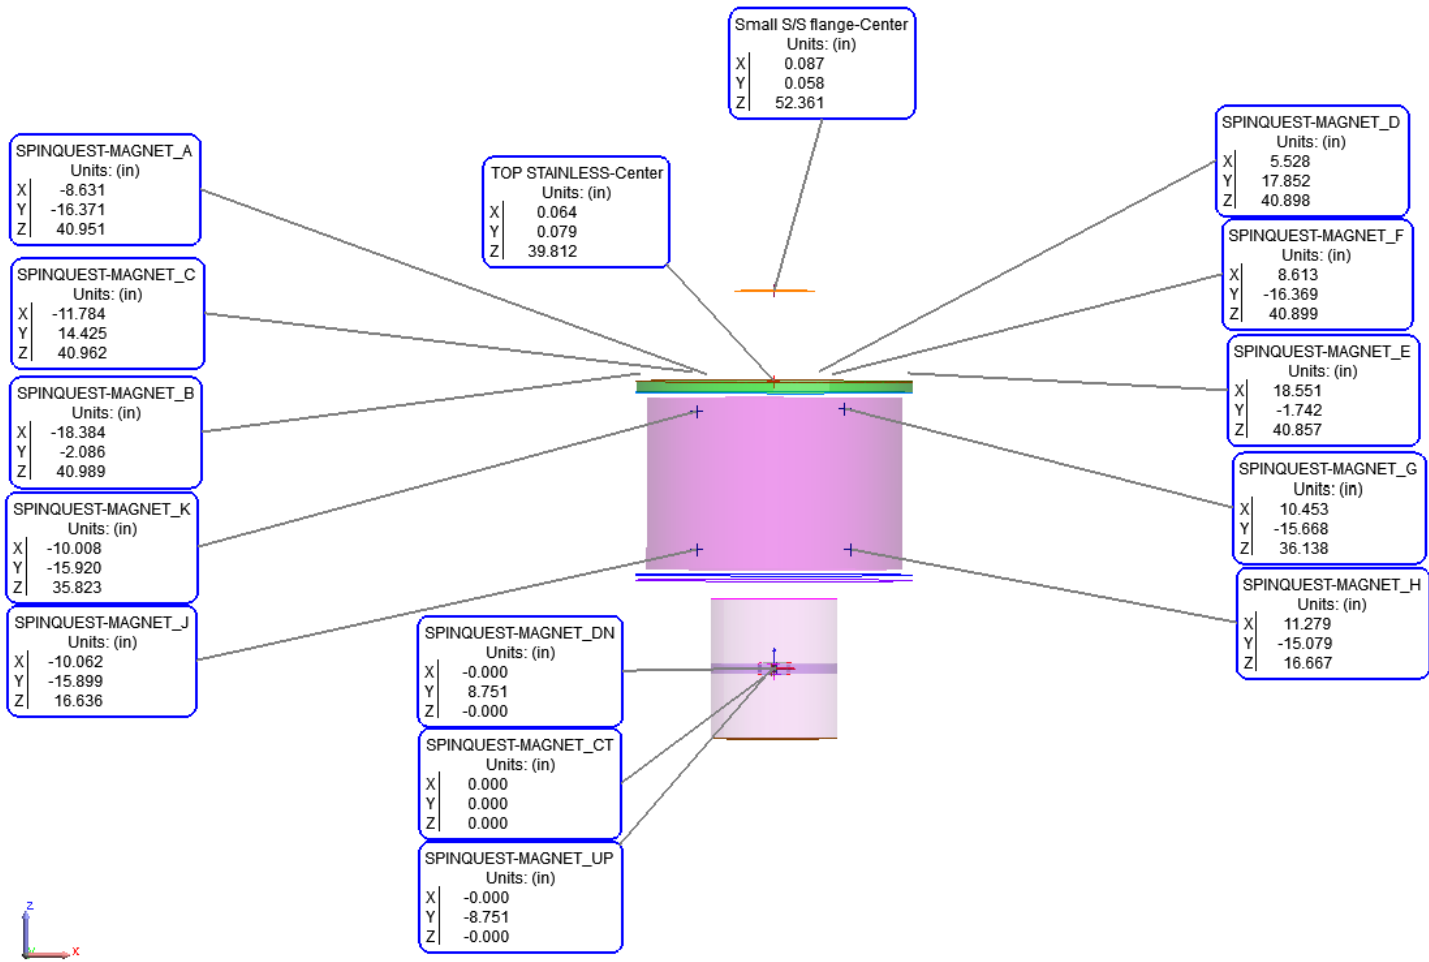 Small S/S flange-Center
Units: (in)
X 0.087
Y 0.058
Z 52.361
SPINQUEST-MAGNET_A
Units: (in)
X -8.631
Y -16.371
Z 40.951
TOP STAINLESS-Center
Units: (in)
X 0.064
Y 0.079
Z 39.812
SPINQUEST-MAGNET_D
Units: (in)
X 5.528
Y 17.852
Z 40.898
SPINQUEST-MAGNET_C
Units: (in)
X -11.784
Y 14.425
Z 40.962
SPINQUEST-MAGNET_F
Units: (in)
X 8.613
Y -16.369
Z 40.899
SPINQUEST-MAGNET_B
Units: (in)
X -18.384
Y -2.086
Z 40.989
SPINQUEST-MAGNET_E
Units: (in)
X 18.551
Y -1.742
Z 40.857
SPINQUEST-MAGNET_K
Units: (in)
X -10.008
Y -15.920
Z 35.823
SPINQUEST-MAGNET_G
Units: (in)
X 10.453
Y -15.668
Z 36.138
SPINQUEST-MAGNET_J
Units: (in)
X -10.062
Y -15.899
Z 16.636
SPINQUEST-MAGNET_H
Units: (in)
X 11.279
Y -15.079
Z 16.667
SPINQUEST-MAGNET_DN
Units: (in)
X -0.000
Y 8.751
Z -0.000
SPINQUEST-MAGNET_CT
Units: (in)
X 0.000
Y 0.000
Z 0.000
SPINQUEST-MAGNET_UP
Units: (in)
X -0.000
Y -8.751
Z -0.000
Z
Y X